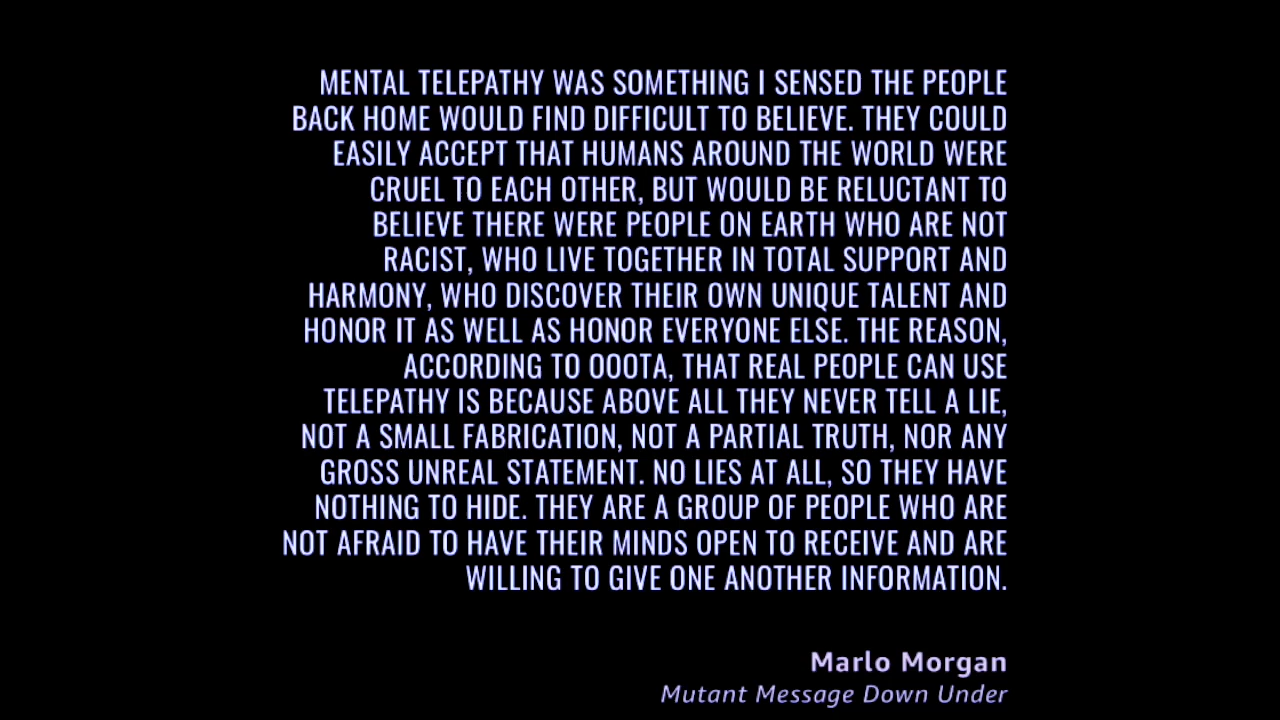 MENTAL TELEPATHY WAS SOMETHING I SENSED THE PEOPLE
BACK HOME WOULD FIND DIFFICULT TO BELIEVE. THEY COULD
EASILY ACCEPT THAT HUMANS AROUND THE WORLD WERE
CRUEL TO EACH OTHER, BUT WOULD BE RELUCTANT TO
BELIEVE THERE WERE PEOPLE ON EARTH WHO ARE NOT
RACIST, WHO LIVE TOGETHER IN TOTAL SUPPORT AND
HARMONY, WHO DISCOVER THEIR OWN UNIQUE TALENT AND
HONOR IT AS WELL AS HONOR EVERYONE ELSE. THE REASON,
ACCORDING TO OOOTA, THAT REAL PEOPLE CAN USE
TELEPATHY IS BECAUSE ABOVE ALL THEY NEVER TELL A LIE,
NOT A SMALL FABRICATION, NOT A PARTIAL TRUTH, NOR ANY
GROSS UNREAL STATEMENT. NO LIES AT ALL, SO THEY HAVE
NOTHING TO HIDE. THEY ARE A GROUP OF PEOPLE WHO ARE
NOT AFRAID TO HAVE THEIR MINDS OPEN TO RECEIVE AND ARE
WILLING TO GIVE ONE ANOTHER INFORMATION.
Marlo Morgan
Mutant Message Down Under